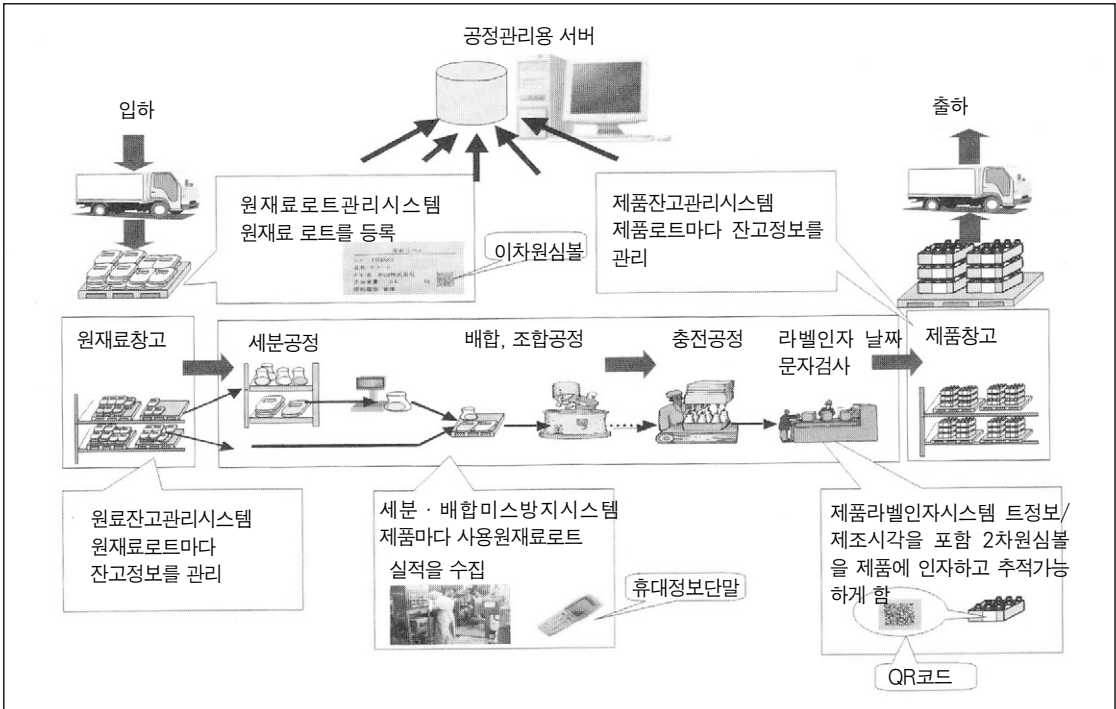 공정관리용 서버
입하
출하
원재료로트관리시스템
원재료 로트를 등록
이차원심볼
제품잔고관리시스템
제품로트마다 잔고정보를
관리
원재료창고
세분공정
배합, 조합공정
충전공정
라벨인자 날짜
문자검사
제품창고
원료잔고관리시스템
원재료로트마다
잔고정보를 관리
세분 · 배합미스방지시스템
제품마다 사용원재료로트
실적을 수집
휴대정보단말
제품라벨인자시스템 트정보/
제조시각을 포함 2차원심볼
을 제품에 인자하고 추적가능
하게 함
QR코드